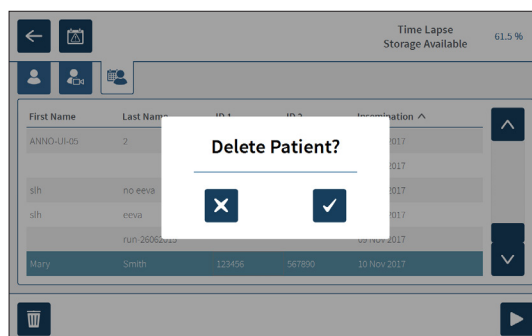 Time Lapse
Storage Available
61.5 %
First Name Last Name ID 1 ID 2 Insemination
ANNO-UI-05 2 2017
2017
slh no eeva 2017
slh eeva 2017
run-26062015 09 Nov 2017
Mary Smith 123456 567890 10 Nov 2017
Delete Patient?